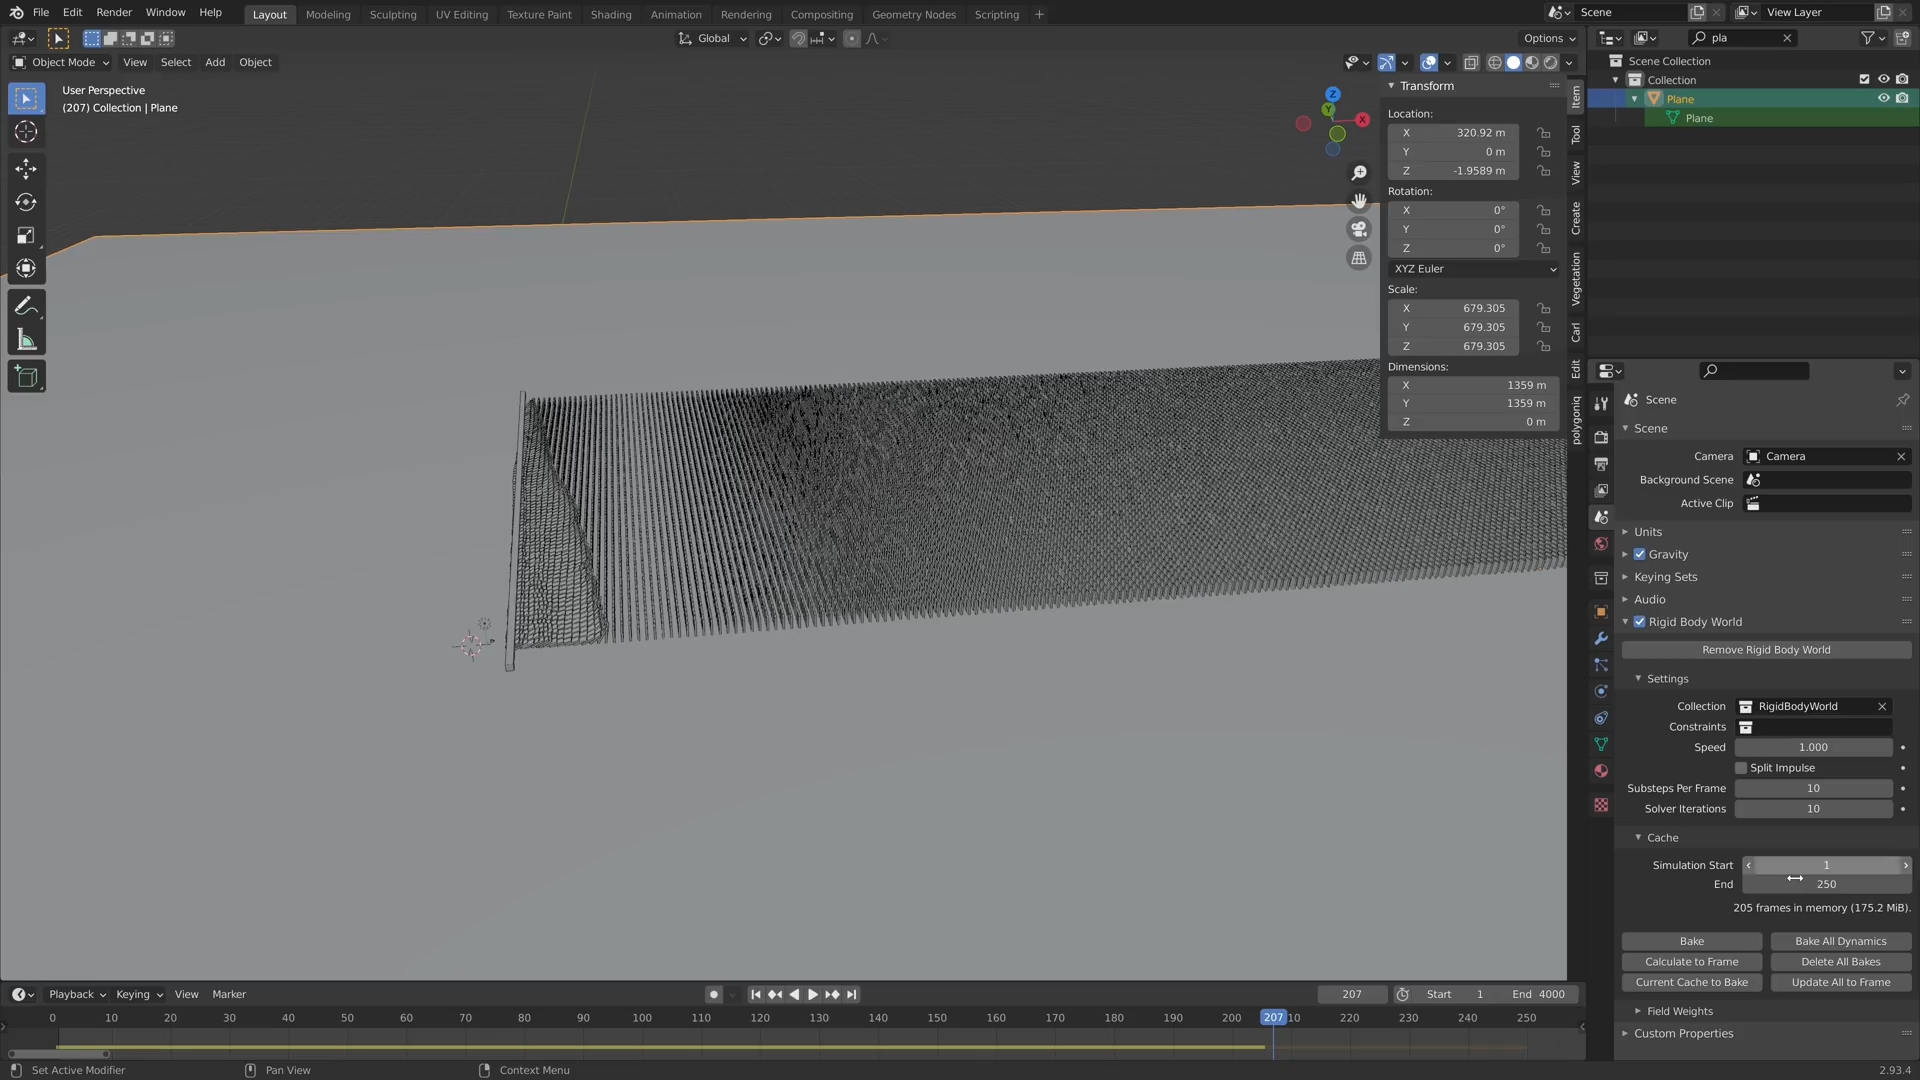 File Edit Render Window Help Layout Modeling Sculpting UV Editing Texture Paint Shading Animation Rendering Compositing Geometry Nodes Scripting Scene View Layer
Global Options pla
Object Mode View Select Add Object
User Perspective
(207) Collection | Plane
Scene Collection
Collection
Plane
Plane
Transform
Location:
X 320.92 m
Y 0 m
Z -1.9589 m
Rotation:
X 0°
Y 0°
Z 0°
XYZ Euler
Scale:
X 679.305
Y 679.305
Z 679.305
Dimensions:
X 1359 m
Y 1359 m
Z 0 m
Item
Tool
View
Create
Vegetation
Carl
Edit
polygoniq
Z
Y
X
Scene
Scene
Camera Camera
Background Scene
Active Clip
Units
Gravity
Keying Sets
Audio
Rigid Body World
Remove Rigid Body World
Settings
Collection RigidBodyWorld
Constraints
Speed 1.000
Split Impulse
Substeps Per Frame 10
Solver Iterations 10
Cache
Simulation Start 1
End 250
205 frames in memory (175.2 MiB).
Bake Bake All Dynamics
Calculate to Frame Delete All Bakes
Current Cache to Bake Update All to Frame
Field Weights
Custom Properties
Playback Keying View Marker 207 Start 1 End 4000
0 10 20 30 40 50 60 70 80 90 100 110 120 130 140 150 160 170 180 190 200 207 10 220 230 240 250
Set Active Modifier Pan View Context Menu 2.93.4